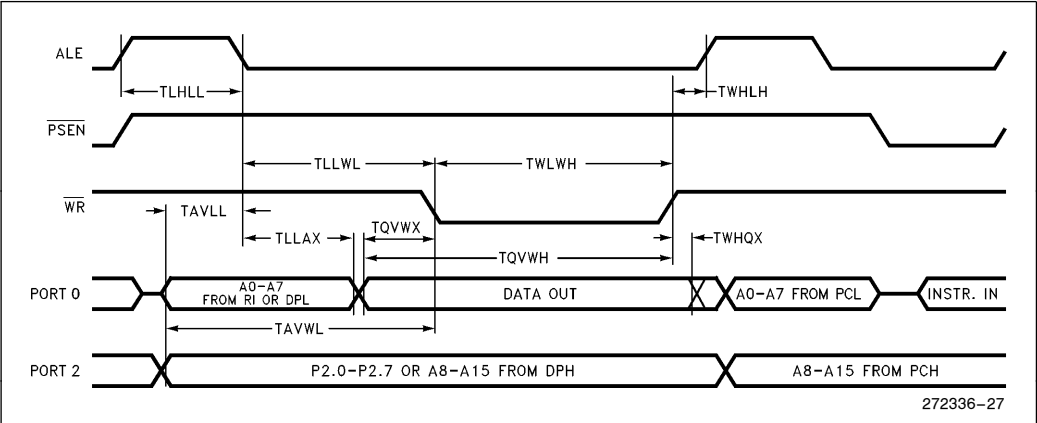 ALE
TLHLL
TWHLH
PSEN
TLLWL
TWLWH
WR
TAVLL
TQVWX
TLLAX
TWHQX
TQVWH
PORT 0
A0-A7
FROM RI OR DPL
DATA OUT
A0-A7 FROM PCL
INSTR. IN
TAVWL
PORT 2
P2.0-P2.7 OR A8-A15 FROM DPH
A8-A15 FROM PCH
272336-27